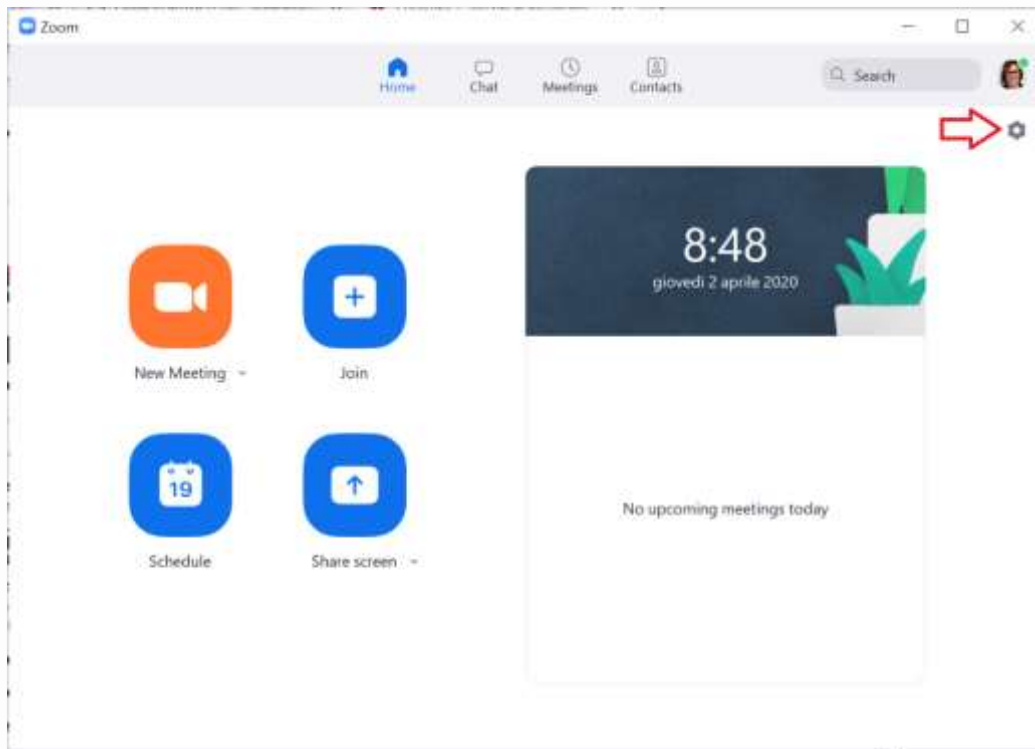 Zoom
Home
Chat
Meetings
Contacts
Search
8:48
giovedì 2 aprile 2020
New Meeting
Join
19
Schedule
Share screen
No upcoming meetings today